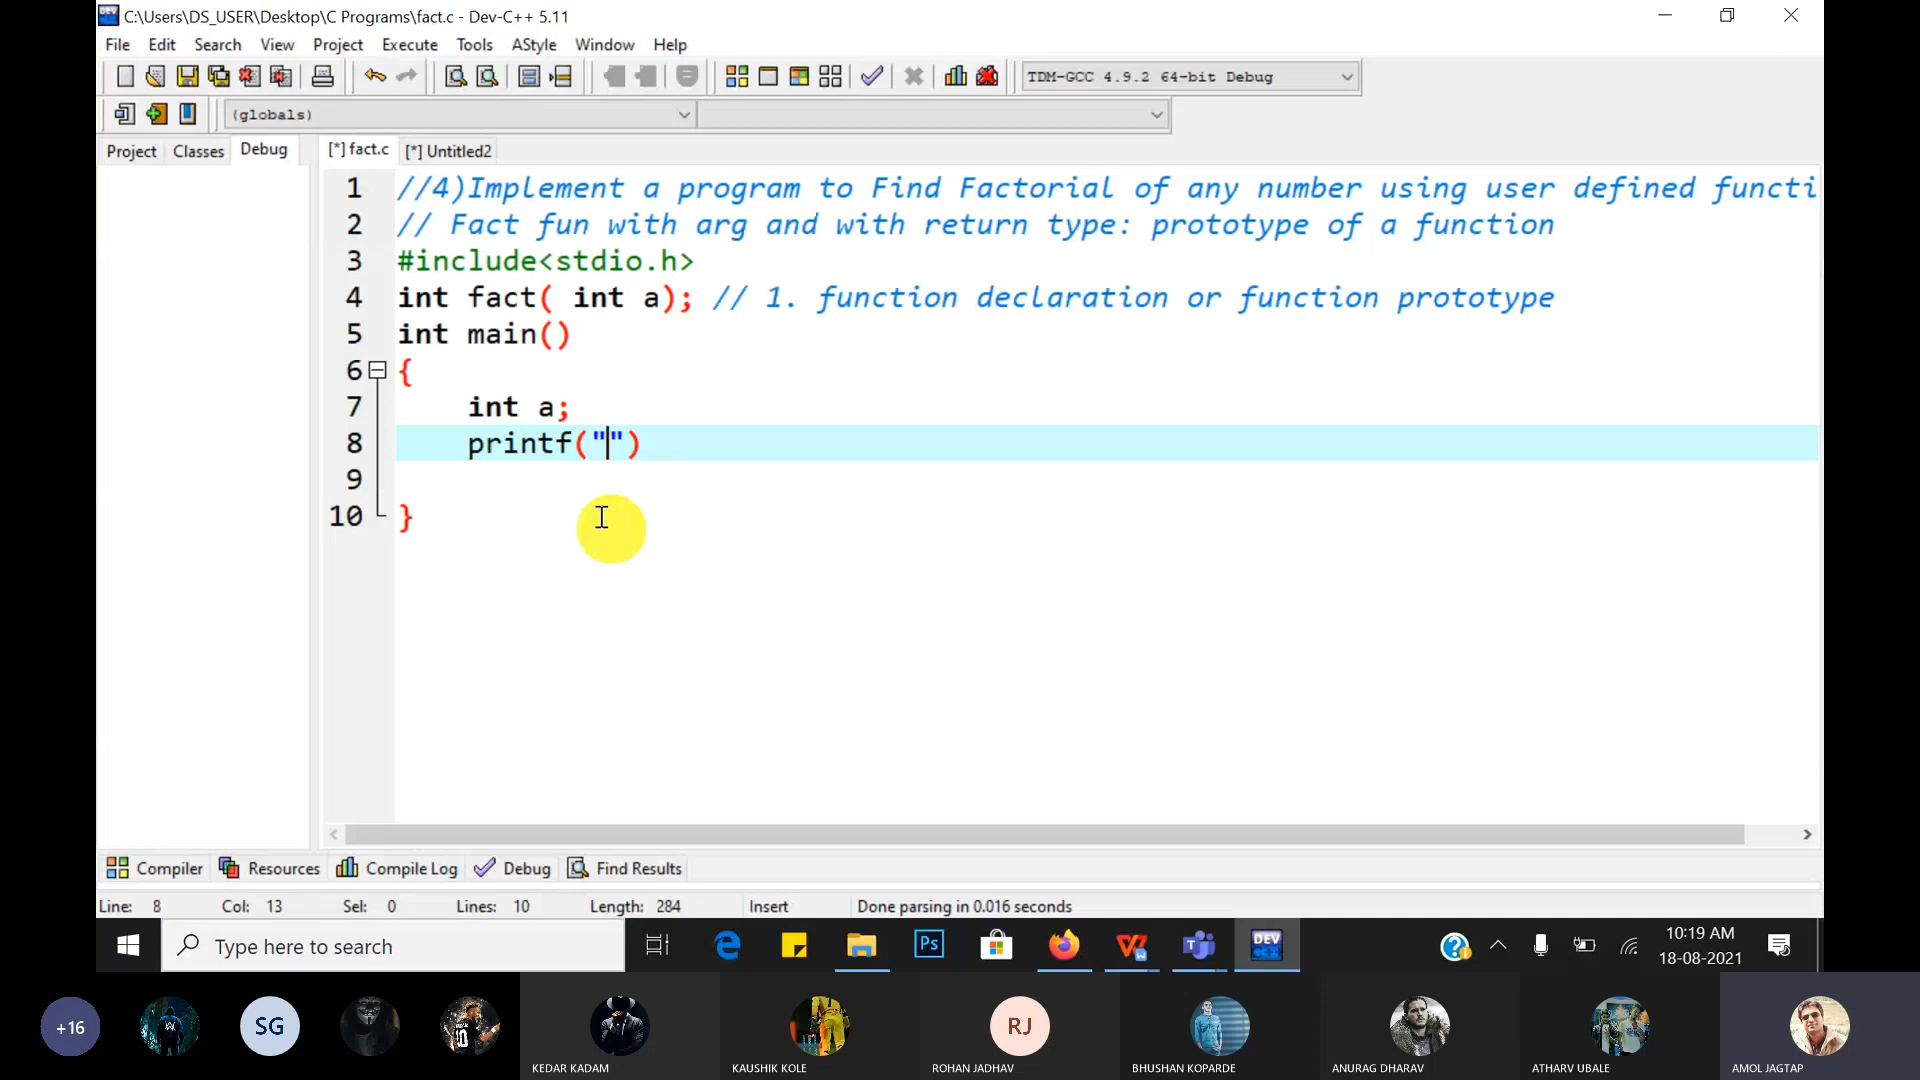 C:\Users\DS_USER\Desktop\C Programs\fact.c - Dev-C++ 5.11
File Edit Search View Project Execute Tools AStyle Window Help
TDM-GCC 4.9.2 64-bit Debug
(globals)
Project Classes Debug [*] fact.c [*] Untitled2
1 //4)Implement a program to Find Factorial of any number using user defined functi
2 // Fact fun with arg and with return type: prototype of a function
3 #include<stdio.h>
4 int fact( int a); // 1. function declaration or function prototype
5 int main()
6 {
7 int a;
8 printf("")
9
10 }
Compiler Resources Compile Log Debug Find Results
Line: 8 Col: 13 Sel: 0 Lines: 10 Length: 284 Insert Done parsing in 0.016 seconds
Type here to search
Ps
DEV
10:19 AM
18-08-2021
+16 SG RJ
KEDAR KADAM KAUSHIK KOLE ROHAN JADHAV BHUSHAN KOPARDE ANURAG DHARAV ATHARV UBALE AMOL JAGTAP